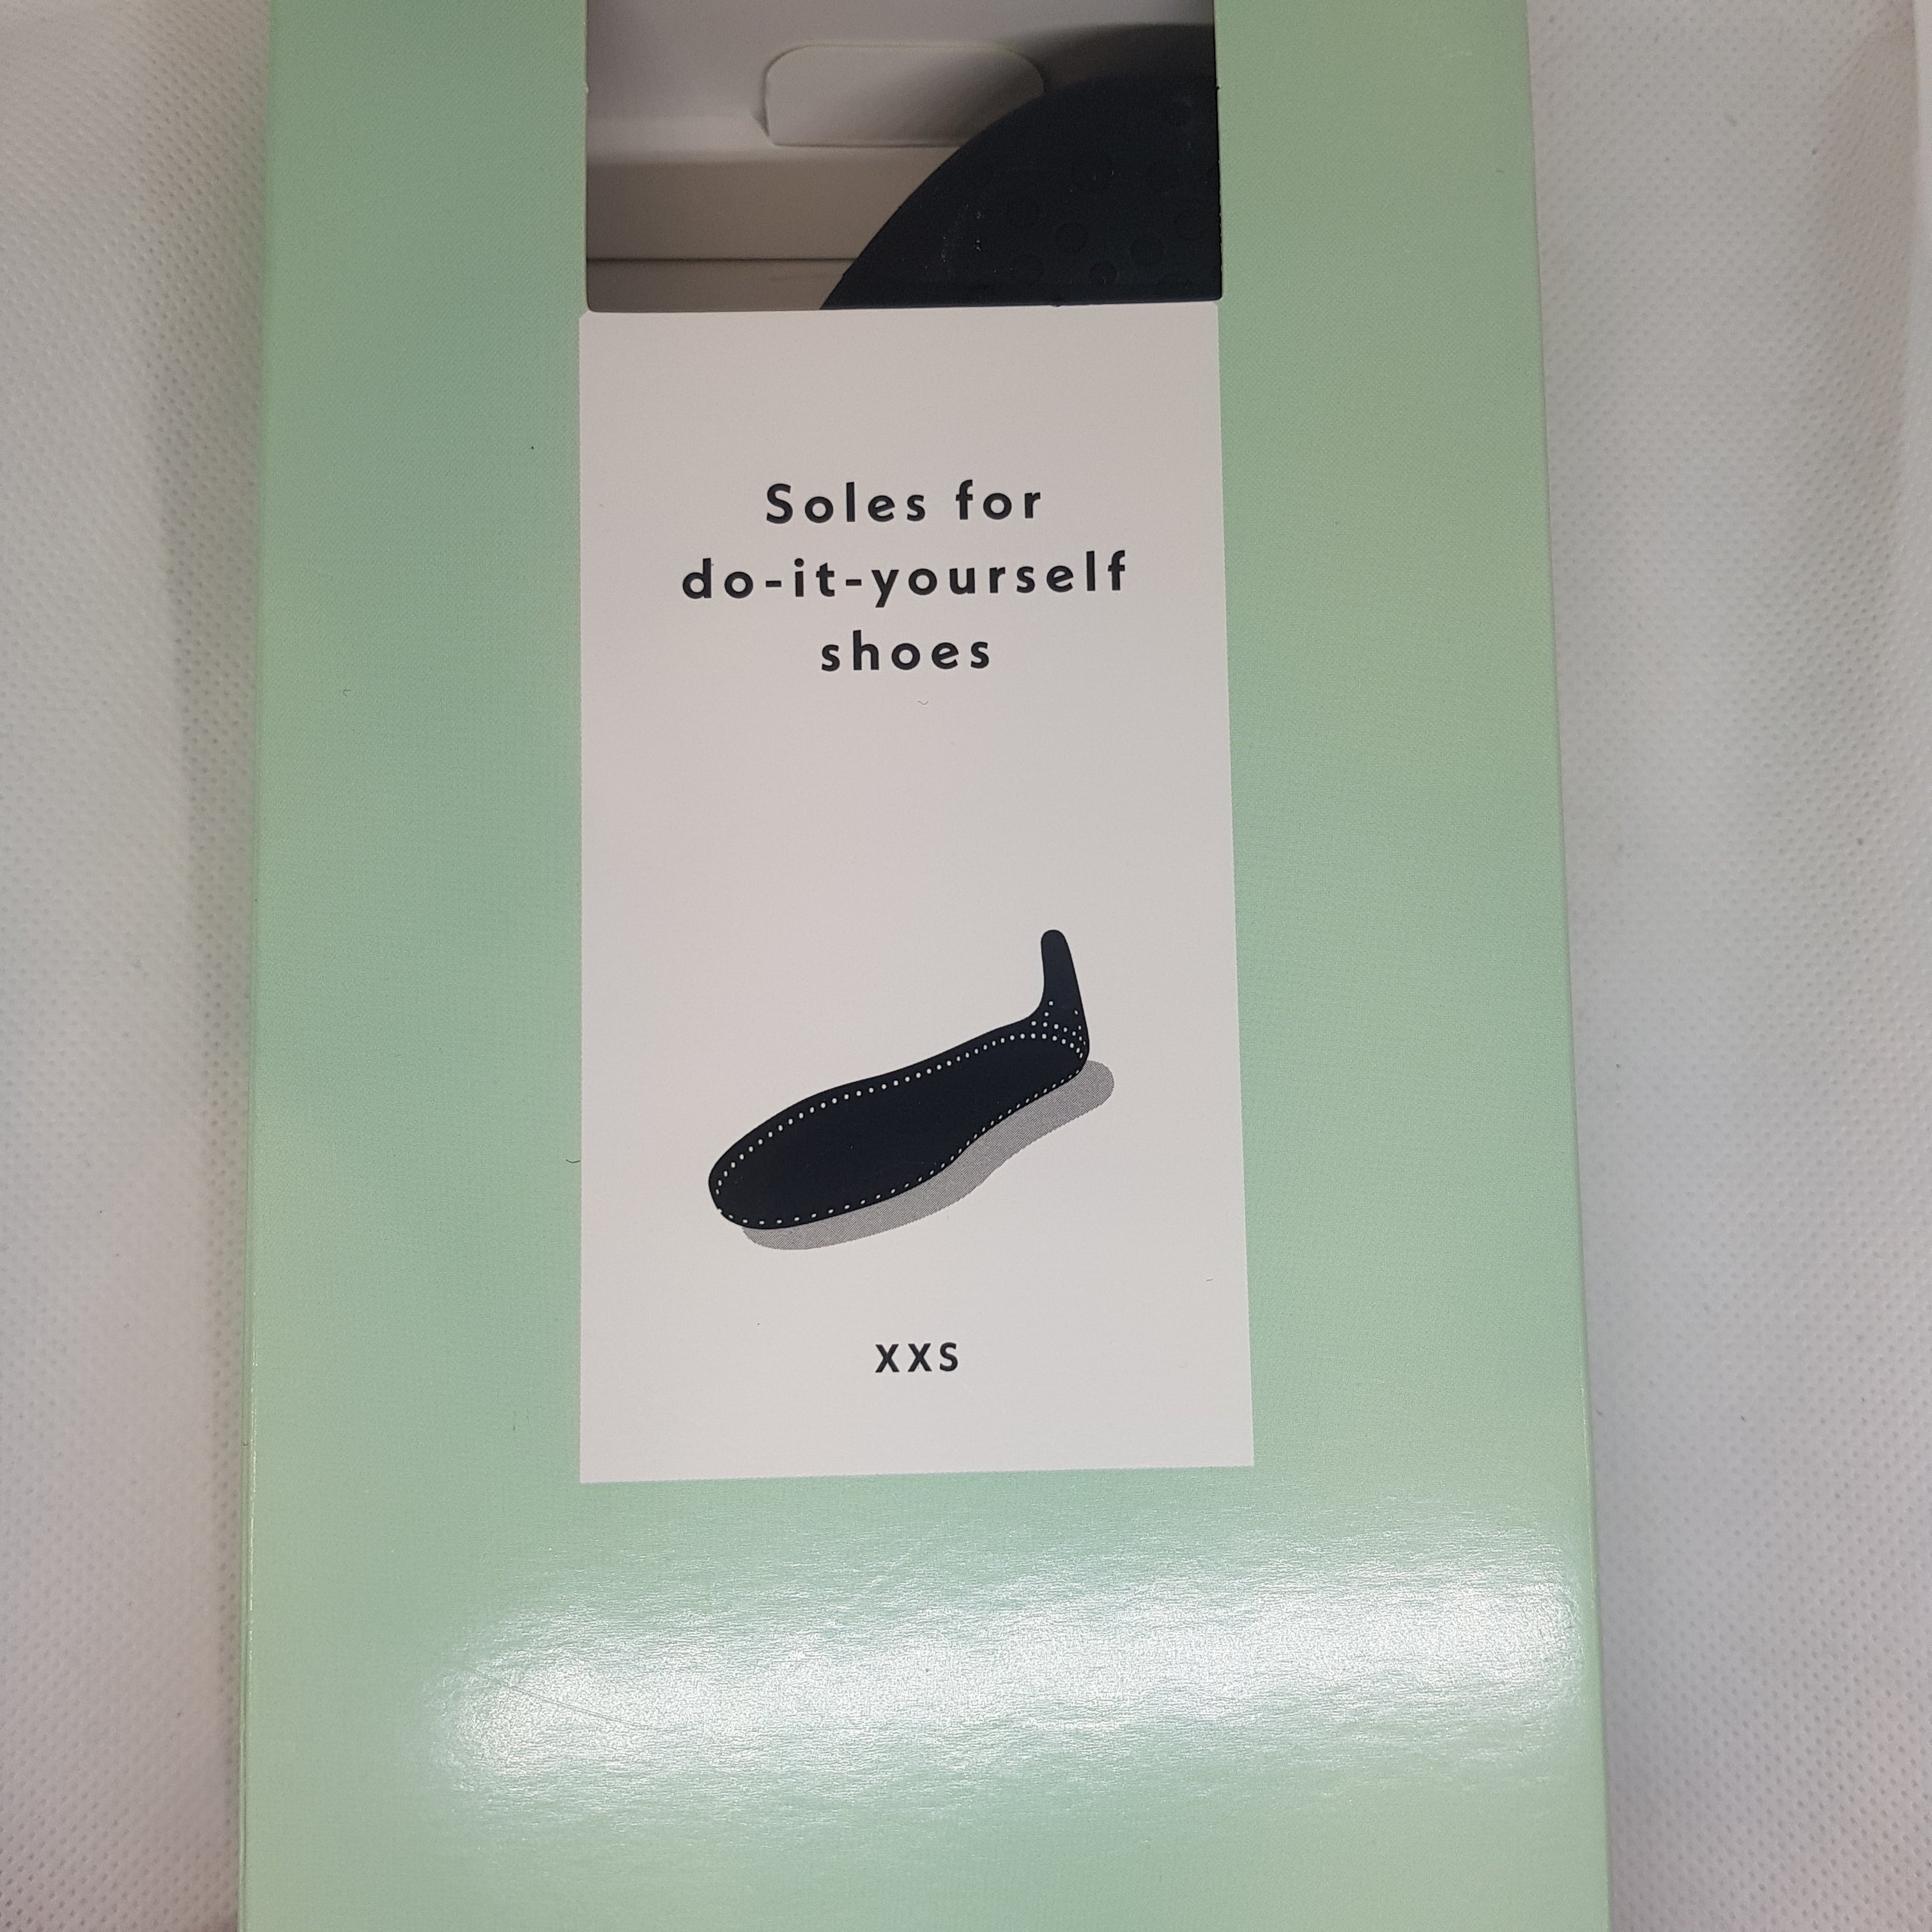 Soles for
do-it-yourself
shoes
XXS